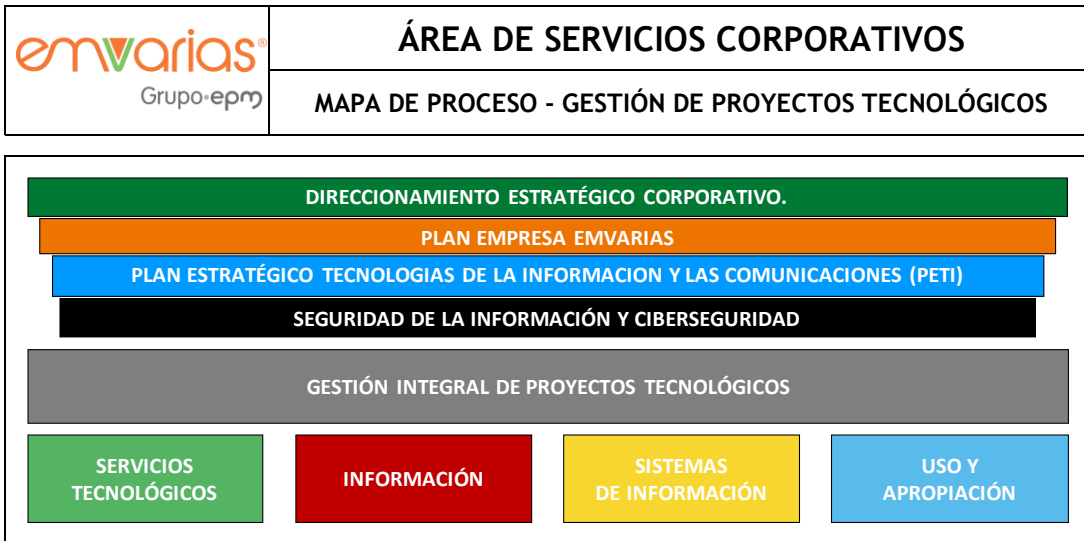 emvarias®
Grupo·epm
ÁREA DE SERVICIOS CORPORATIVOS
MAPA DE PROCESO - GESTIÓN DE PROYECTOS TECNOLÓGICOS
DIRECCIONAMIENTO ESTRATÉGICO CORPORATIVO.
PLAN EMPRESA EMVARIAS
PLAN ESTRATÉGICO TECNOLOGIAS DE LA INFORMACION Y LAS COMUNICACIONES (PETI)
SEGURIDAD DE LA INFORMACIÓN Y CIBERSEGURIDAD
GESTIÓN INTEGRAL DE PROYECTOS TECNOLÓGICOS
SERVICIOS
TECNOLÓGICOS
INFORMACIÓN
SISTEMAS
DE INFORMACIÓN
USO Y
APROPIACIÓN